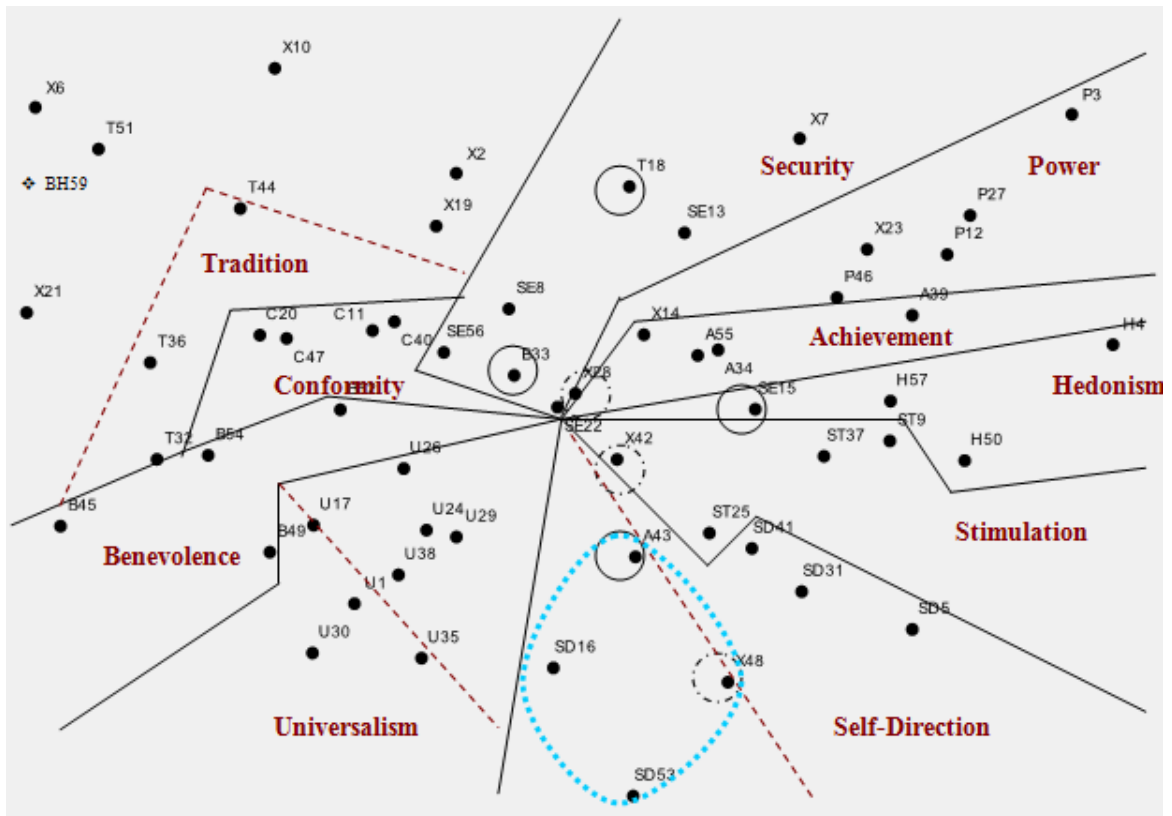 X10
X6
T51
BH59
X2
T44
X19
Tradition
X7
Security
P3
Power
T18
SE13
P27
X23
P12
P46
X21
SE8
C20
C11
C40
SE56
C47
T36
Conformity
B33
X28
X14
A55
A34
A39
Achievement
H4
Hedonism
SE15
H57
SE22
ST9
ST37
H50
X42
T32
B54
U26
B45
U17
B49
Benevolence
U24
U29
U38
U1
U30
U35
Universalism
A43
ST25
SD41
Stimulation
SD31
SD5
SD16
X48
Self-Direction
SD53